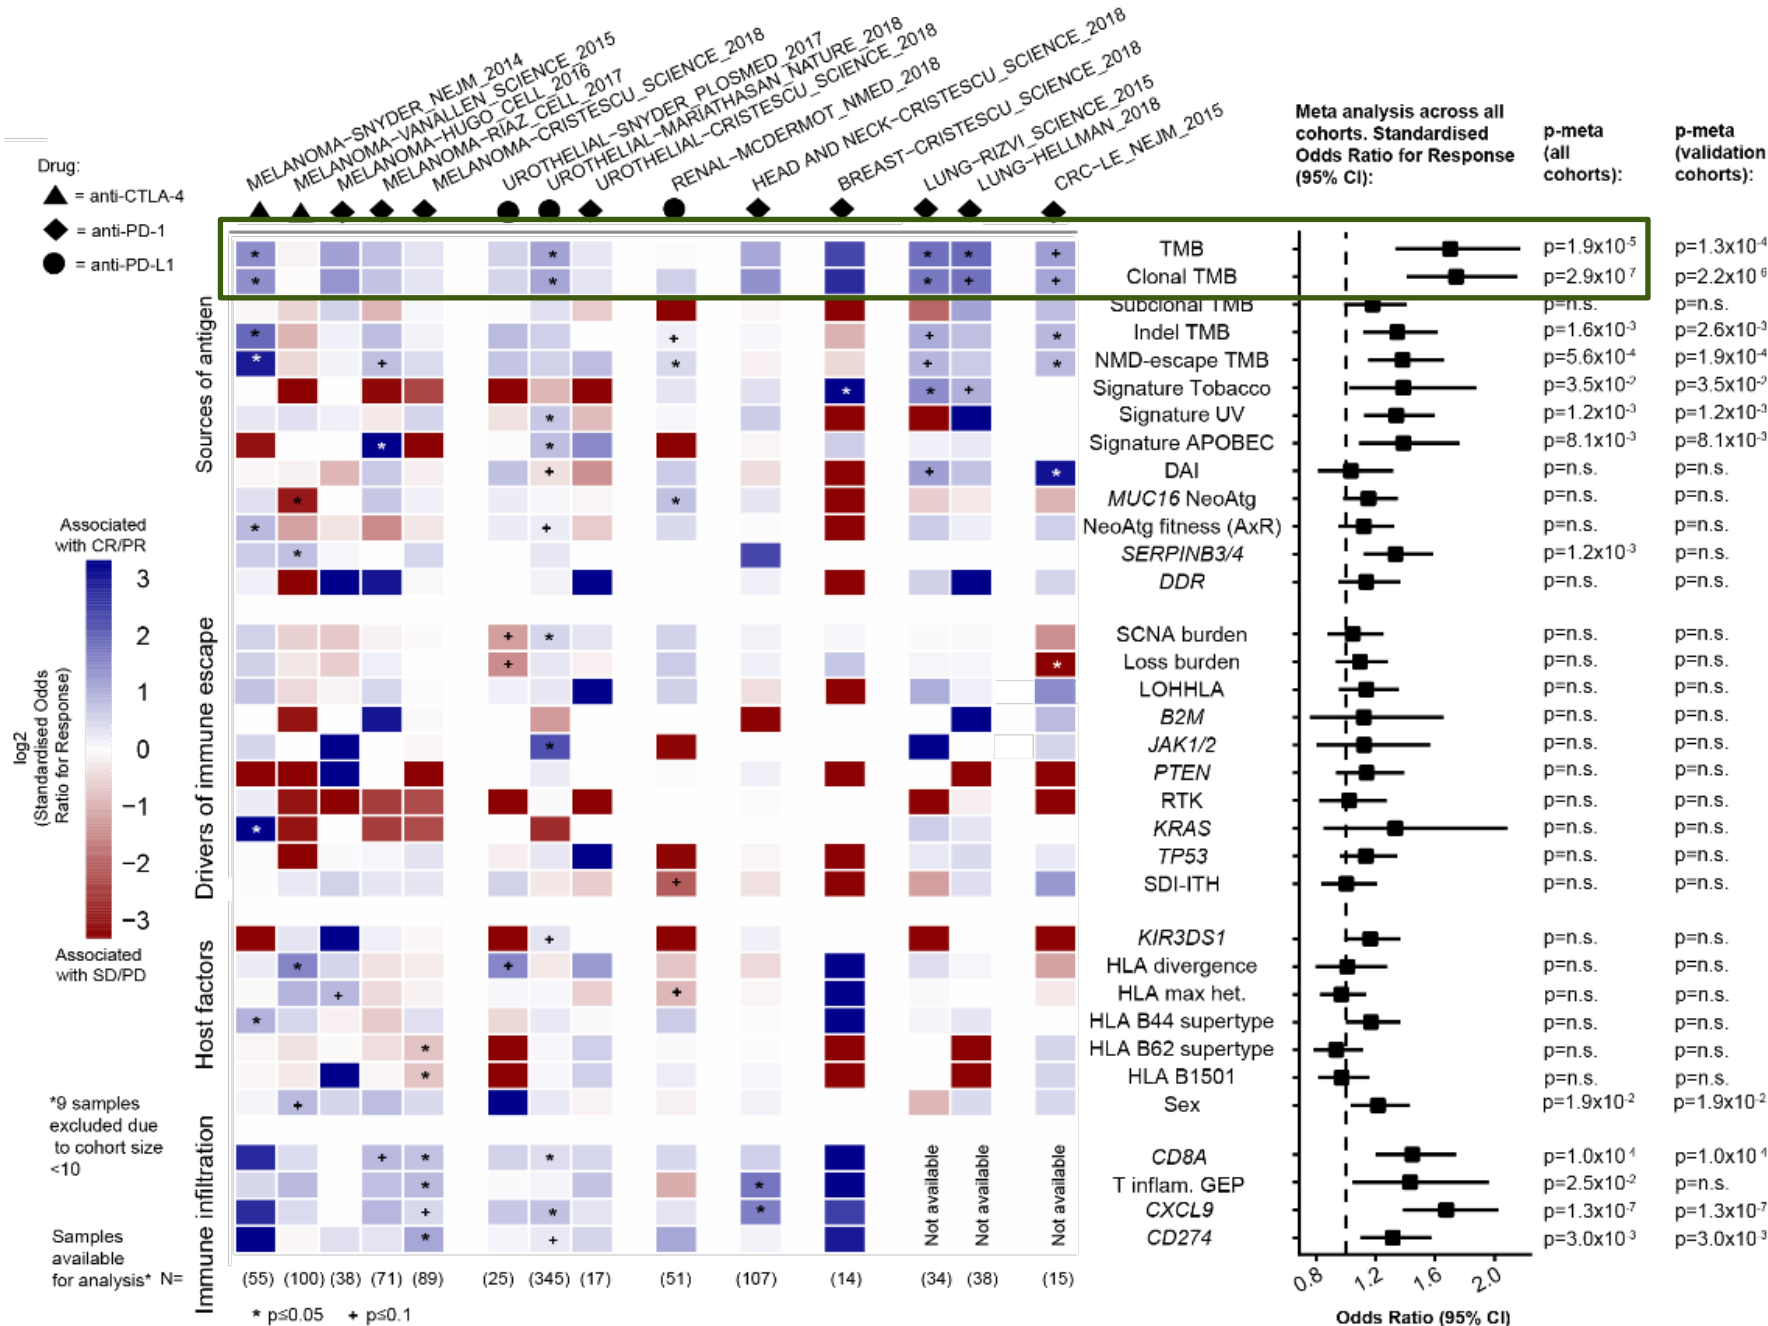 MELANOMA-SNYDER_NEJM_2014
MELANOMA-VANALLEN_SCIENCE_2015
MELANOMA-HUGO_CELL_2016
MELANOMA-RIAZ_CELL_2017
MELANOMA-CRISTESCU_SCIENCE_2018
UROTHELIAL-SNYDER_PLOSMED_2017
UROTHELIAL-MARIATHASAN_NATURE_2018
UROTHELIAL-CRISTESCU_SCIENCE_2018
RENAL-MCDERMOT_NMED_2018
HEAD AND NECK-CRISTESCU_SCIENCE_2018
BREAST-CRISTESCU_SCIENCE_2018
LUNG-RIZVI_SCIENCE_2015
LUNG-HELLMAN_2018
CRC-LE_NEJM_2015
Meta analysis across all
cohorts. Standardised
Odds Ratio for Response
(95% CI):
p-meta
(all
cohorts):
p-meta
(validation
cohorts):
Drug:
= anti-CTLA-4
= anti-PD-1
= anti-PD-L1
Sources of antigen
TMB p=1.9x10-5 p=1.3x10-4
Clonal TMB p=2.9x10 7 p=2.2x10 6
Subclonal TMB p=n.s. p=n.s.
Indel TMB p=1.6x10-3 p=2.6x10-3
NMD-escape TMB p=5.6x10-4 p=1.9x10-4
Signature Tobacco p=3.5x10-2 p=3.5x10-2
Signature UV p=1.2x10-3 p=1.2x10-3
Signature APOBEC p=8.1x10-3 p=8.1x10-3
DAI p=n.s. p=n.s.
MUC16 NeoAtg p=n.s. p=n.s.
NeoAtg fitness (AxR) p=n.s. p=n.s.
SERPINB3/4 p=1.2x10-3 p=n.s.
DDR p=n.s. p=n.s.
Drivers of immune escape
SCNA burden p=n.s. p=n.s.
Loss burden p=n.s. p=n.s.
LOHHLA p=n.s. p=n.s.
B2M p=n.s. p=n.s.
JAK1/2 p=n.s. p=n.s.
PTEN p=n.s. p=n.s.
RTK p=n.s. p=n.s.
KRAS p=n.s. p=n.s.
TP53 p=n.s. p=n.s.
SDI-ITH p=n.s. p=n.s.
Host factors
KIR3DS1 p=n.s. p=n.s.
HLA divergence p=n.s. p=n.s.
HLA max het. p=n.s. p=n.s.
HLA B44 supertype p=n.s. p=n.s.
HLA B62 supertype p=n.s. p=n.s.
HLA B1501 p=n.s. p=n.s.
Sex p=1.9x10-2 p=1.9x10-2
Immune infiltration
CD8A p=1.0x10 4 p=1.0x10 4
T inflam. GEP p=2.5x10-2 p=n.s.
CXCL9 p=1.3x10-7 p=1.3x10-7
CD274 p=3.0x10-3 p=3.0x10-3
Not available
Not available
Not available
Associated
with CR/PR
3
2
1
0
−1
−2
−3
log2
(Standardised Odds
Ratio for Response)
Associated
with SD/PD
*9 samples
excluded due
to cohort size
<10
Samples
available
for analysis* N=
(55) (100) (38) (71) (89) (25) (345) (17) (51) (107) (14) (34) (38) (15)
* p≤0.05 + p≤0.1
0.8 1.2 1.6 2.0
Odds Ratio (95% CI)